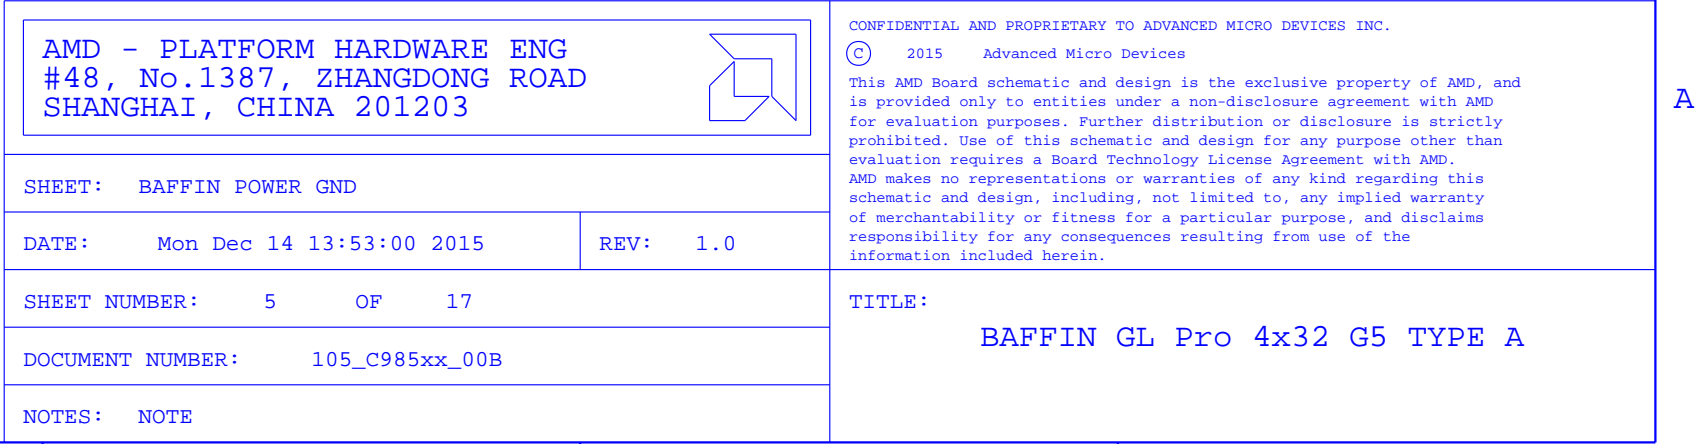 AMD - PLATFORM HARDWARE ENG
#48, No.1387, ZHANGDONG ROAD
SHANGHAI, CHINA 201203
SHEET: BAFFIN POWER GND
DATE: Mon Dec 14 13:53:00 2015 REV: 1.0
SHEET NUMBER: 5 OF 17
DOCUMENT NUMBER: 105_C985xx_00B
NOTES: NOTE
CONFIDENTIAL AND PROPRIETARY TO ADVANCED MICRO DEVICES INC.
© 2015 Advanced Micro Devices
This AMD Board schematic and design is the exclusive property of AMD, and
is provided only to entities under a non-disclosure agreement with AMD
for evaluation purposes. Further distribution or disclosure is strictly
prohibited. Use of this schematic and design for any purpose other than
evaluation requires a Board Technology License Agreement with AMD.
AMD makes no representations or warranties of any kind regarding this
schematic and design, including, not limited to, any implied warranty
of merchantability or fitness for a particular purpose, and disclaims
responsibility for any consequences resulting from use of the
information included herein.
TITLE:
BAFFIN GL Pro 4x32 G5 TYPE A
A